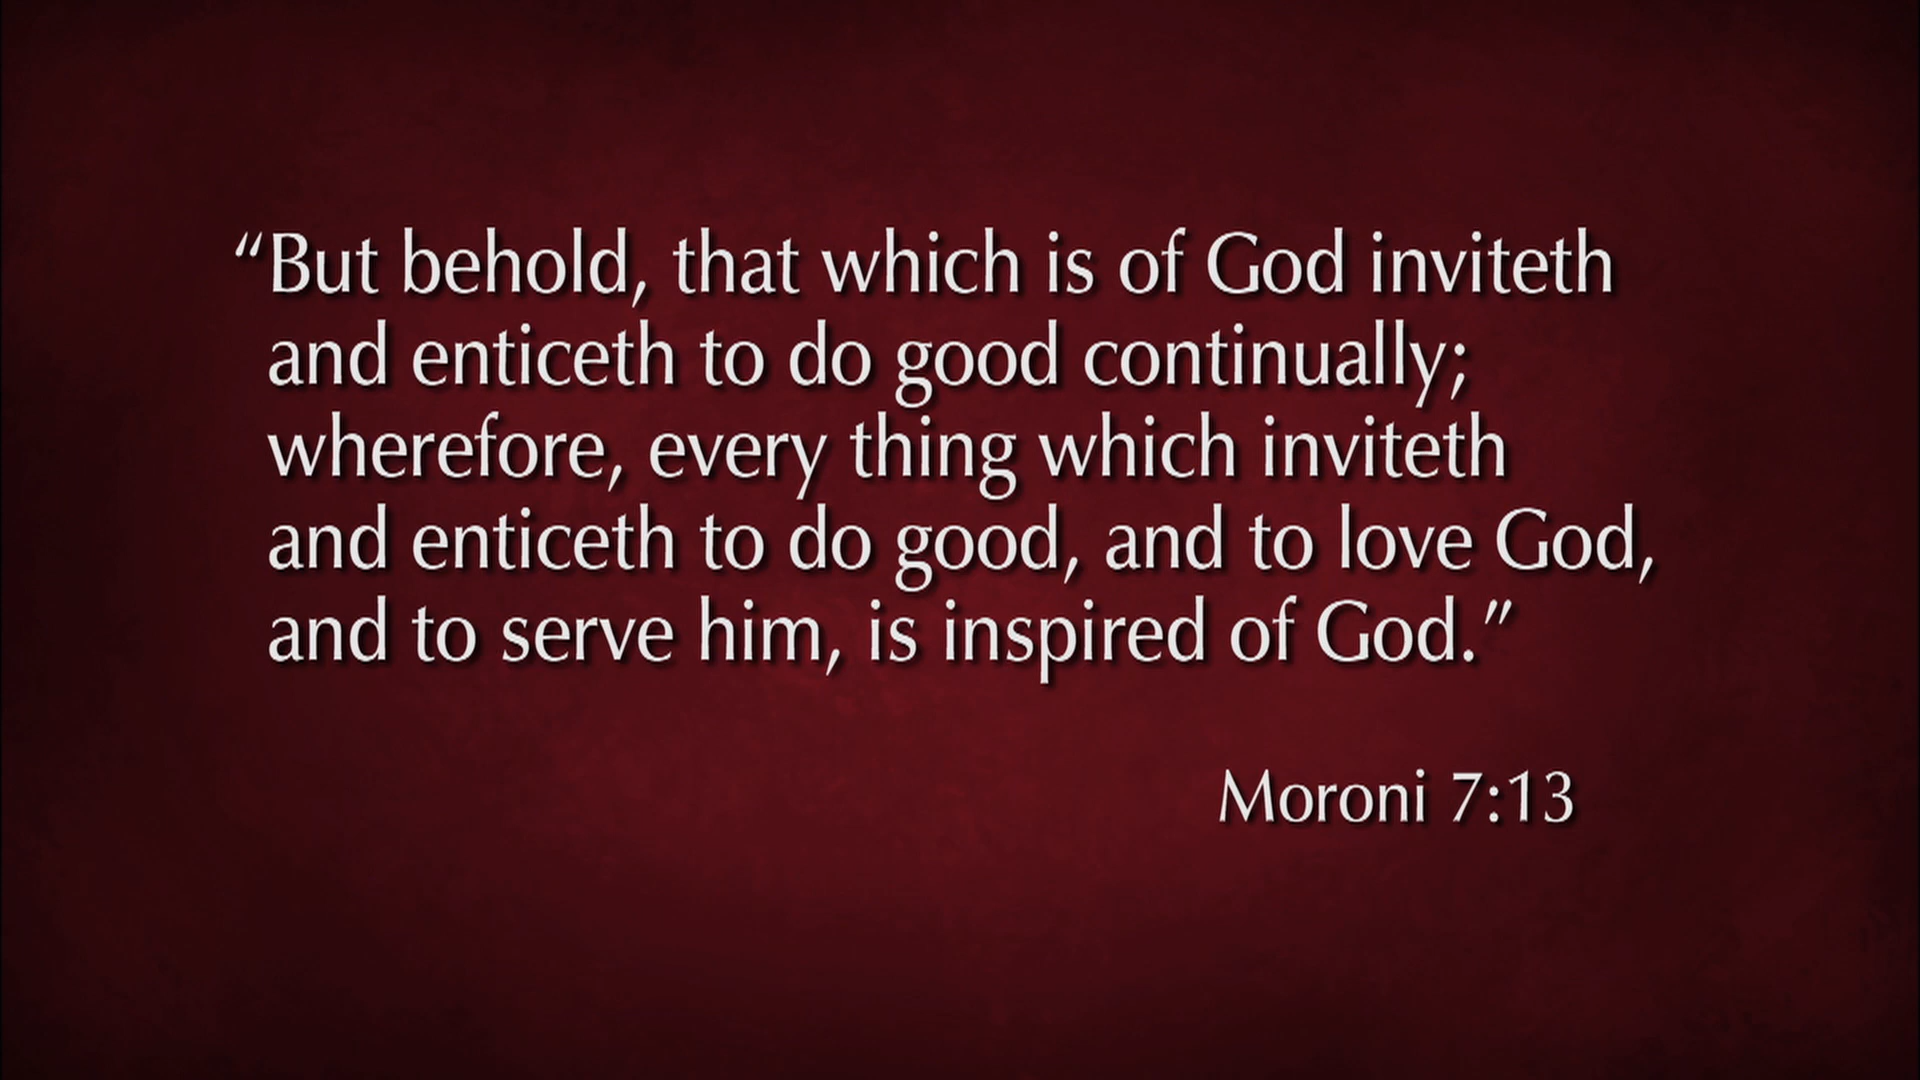 “But behold, that which is of God inviteth
and enticeth to do good continually;
wherefore, every thing which inviteth
and enticeth to do good, and to love God,
and to serve him, is inspired of God.”
Moroni 7:13